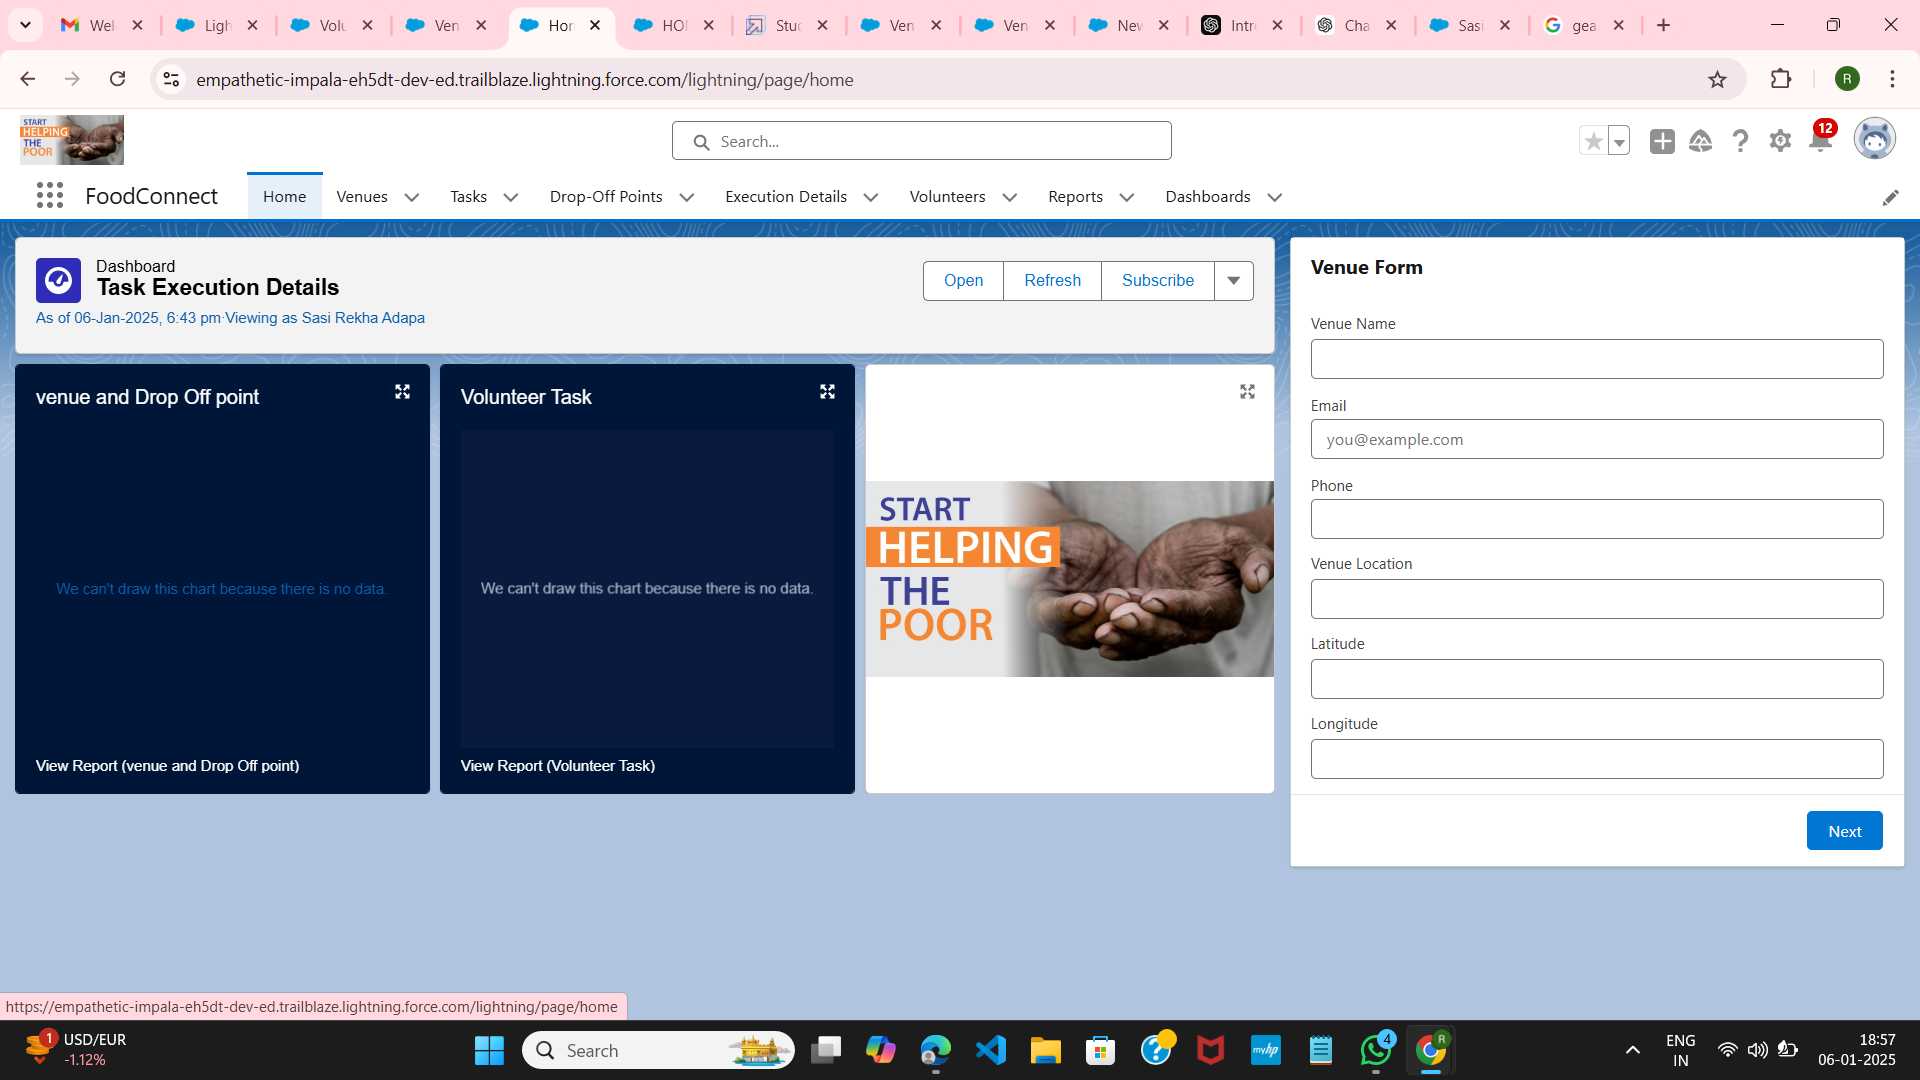 Wel
Ligh
Volu
Ven
Hor
HOI
Stuc
Ven
Ven
New
Intr
Cha
Sasi
gea
empathetic-impala-eh5dt-dev-ed.trailblaze.lightning.force.com/lightning/page/home
R
START
HELPING
THE
POOR
Search...
12
FoodConnect
Home
Venues
Tasks
Drop-Off Points
Execution Details
Volunteers
Reports
Dashboards
Dashboard
Task Execution Details
As of 06-Jan-2025, 6:43 pm·Viewing as Sasi Rekha Adapa
Open
Refresh
Subscribe
venue and Drop Off point
We can't draw this chart because there is no data.
View Report (venue and Drop Off point)
Volunteer Task
We can't draw this chart because there is no data.
View Report (Volunteer Task)
START
HELPING
THE
POOR
Venue Form
Venue Name
Email
you@example.com
Phone
Venue Location
Latitude
Longitude
Next
https://empathetic-impala-eh5dt-dev-ed.trailblaze.lightning.force.com/lightning/page/home
1
USD/EUR
-1.12%
Search
myhp
4
R
ENG
IN
18:57
06-01-2025